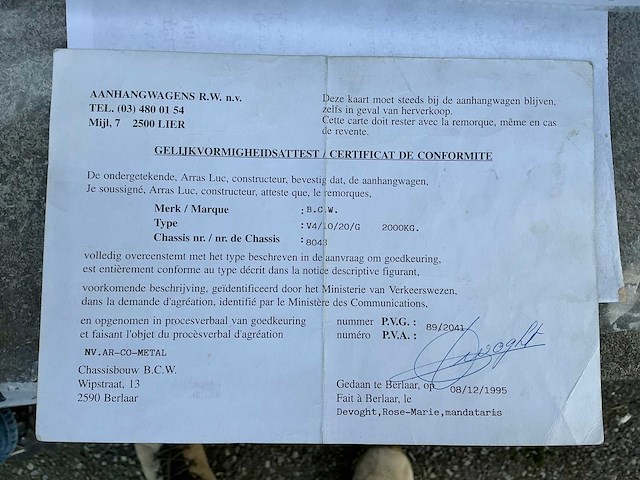 AANHANGWAGENS R.W. n.v.
TEL. (03) 480 01 54
Mijl, 7 2500 LIER
Deze kaart moet steeds bij de aanhangwagen blijven,
zelfs in geval van herverkoop.
Cette carte doit rester avec la remorque, même en cas
de revente.
GELIJKVORMIGHEIDSATTEST / CERTIFICAT DE CONFORMITE
De ondergetekende, Arras Luc, constructeur, bevestig dat, de aanhangwagen,
Je soussigné, Arras Luc, constructeur, atteste que, le remorques,
Merk / Marque : B.C.W.
Type : V4/10/20/G 2000KG.
Chassis nr. / nr. de Chassis : 8043
volledig overeenstemt met het type beschreven in de aanvraag om goedkeuring,
est entièrement conforme au type décrit dans la notice descriptive figurant,
voorkomende beschrijving, geïdentificeerd door het Ministerie van Verkeerswezen,
dans la demande d'agréation, identifié par le Ministère des Communications,
en opgenomen in procesverbaal van goedkeuring nummer P.V.G. : 89/2041
et faisant l'objet du procèsverbal d'agréation numéro P.V.A. :
NV.AR-CO-METAL
Chassisbouw B.C.W.
Wipstraat, 13
2590 Berlaar
Devoght
Gedaan te Berlaar, op 08/12/1995
Fait à Berlaar, le
Devoght,Rose-Marie,mandataris